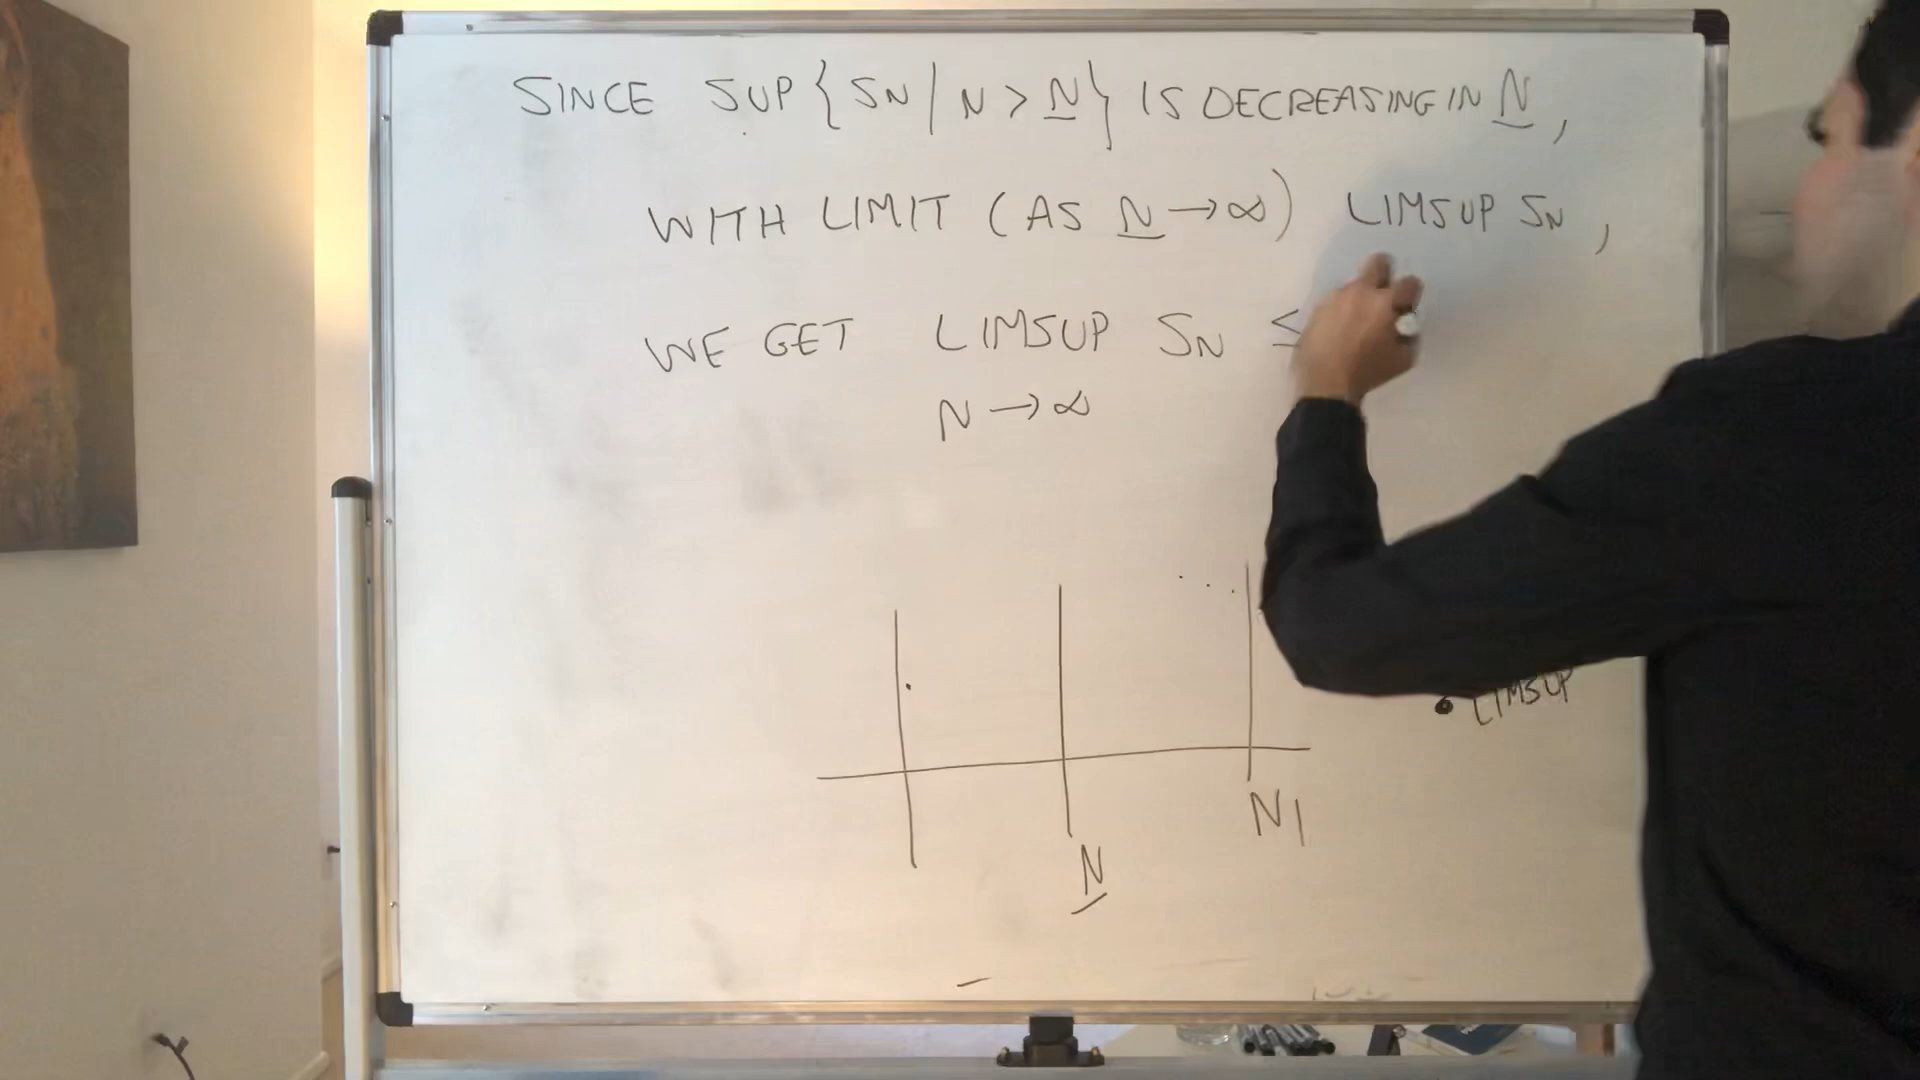 SINCE SUP{SN | N > N} IS DECREASING IN N,
WITH LIMIT (AS N → ∞) LIMSUP SN,
WE GET LIMSUP SN ≤
N → ∞
LIMSUP
N1
N